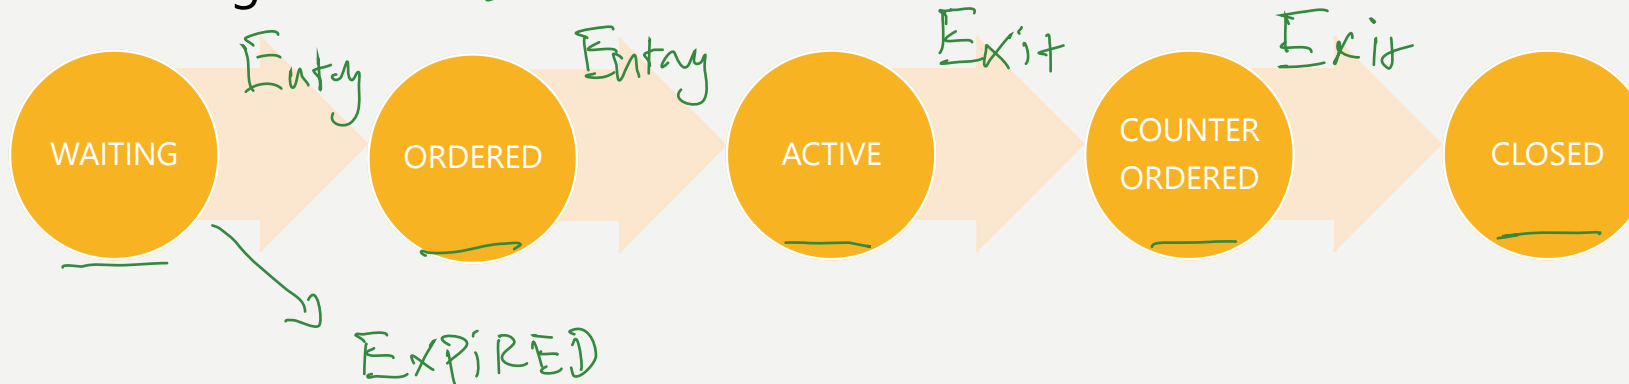 Entry
Entry
Exit
Exit
WAITING
ORDERED
ACTIVE
COUNTER
ORDERED
CLOSED
EXPiRED